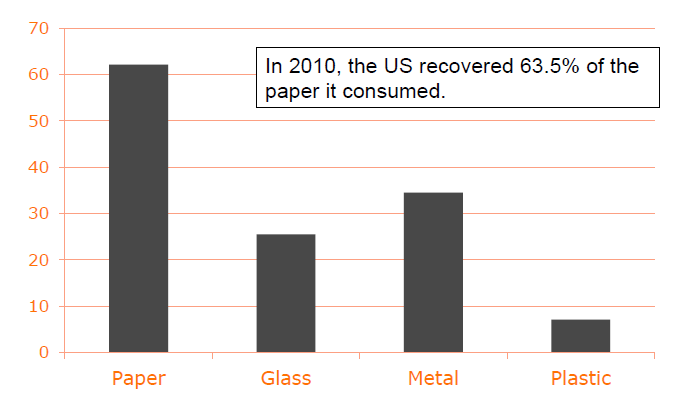 70
In 2010, the US recovered 63.5% of the
paper it consumed.
60
50
40
30
20
10
0
Paper Glass Metal Plastic